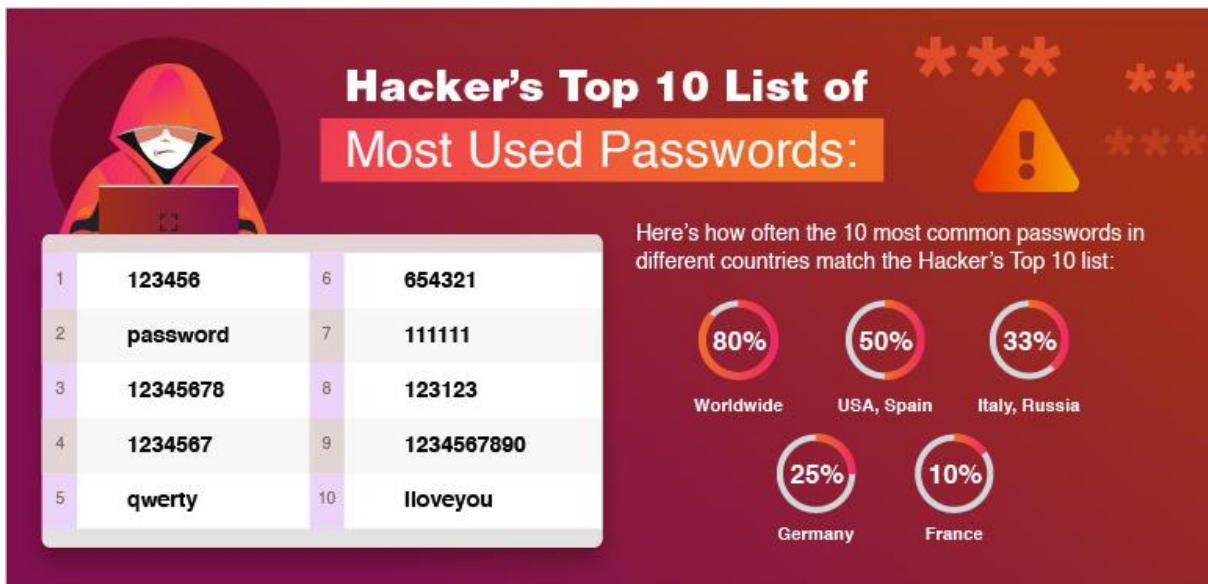 Hacker's Top 10 List of
Most Used Passwords:
***
**
***
!
Here's how often the 10 most common passwords in
different countries match the Hacker's Top 10 list:
1 123456 6 654321
2 password 7 111111
3 12345678 8 123123
4 1234567 9 1234567890
5 qwerty 10 Iloveyou
80% 50% 33%
Worldwide USA, Spain Italy, Russia
25% 10%
Germany France